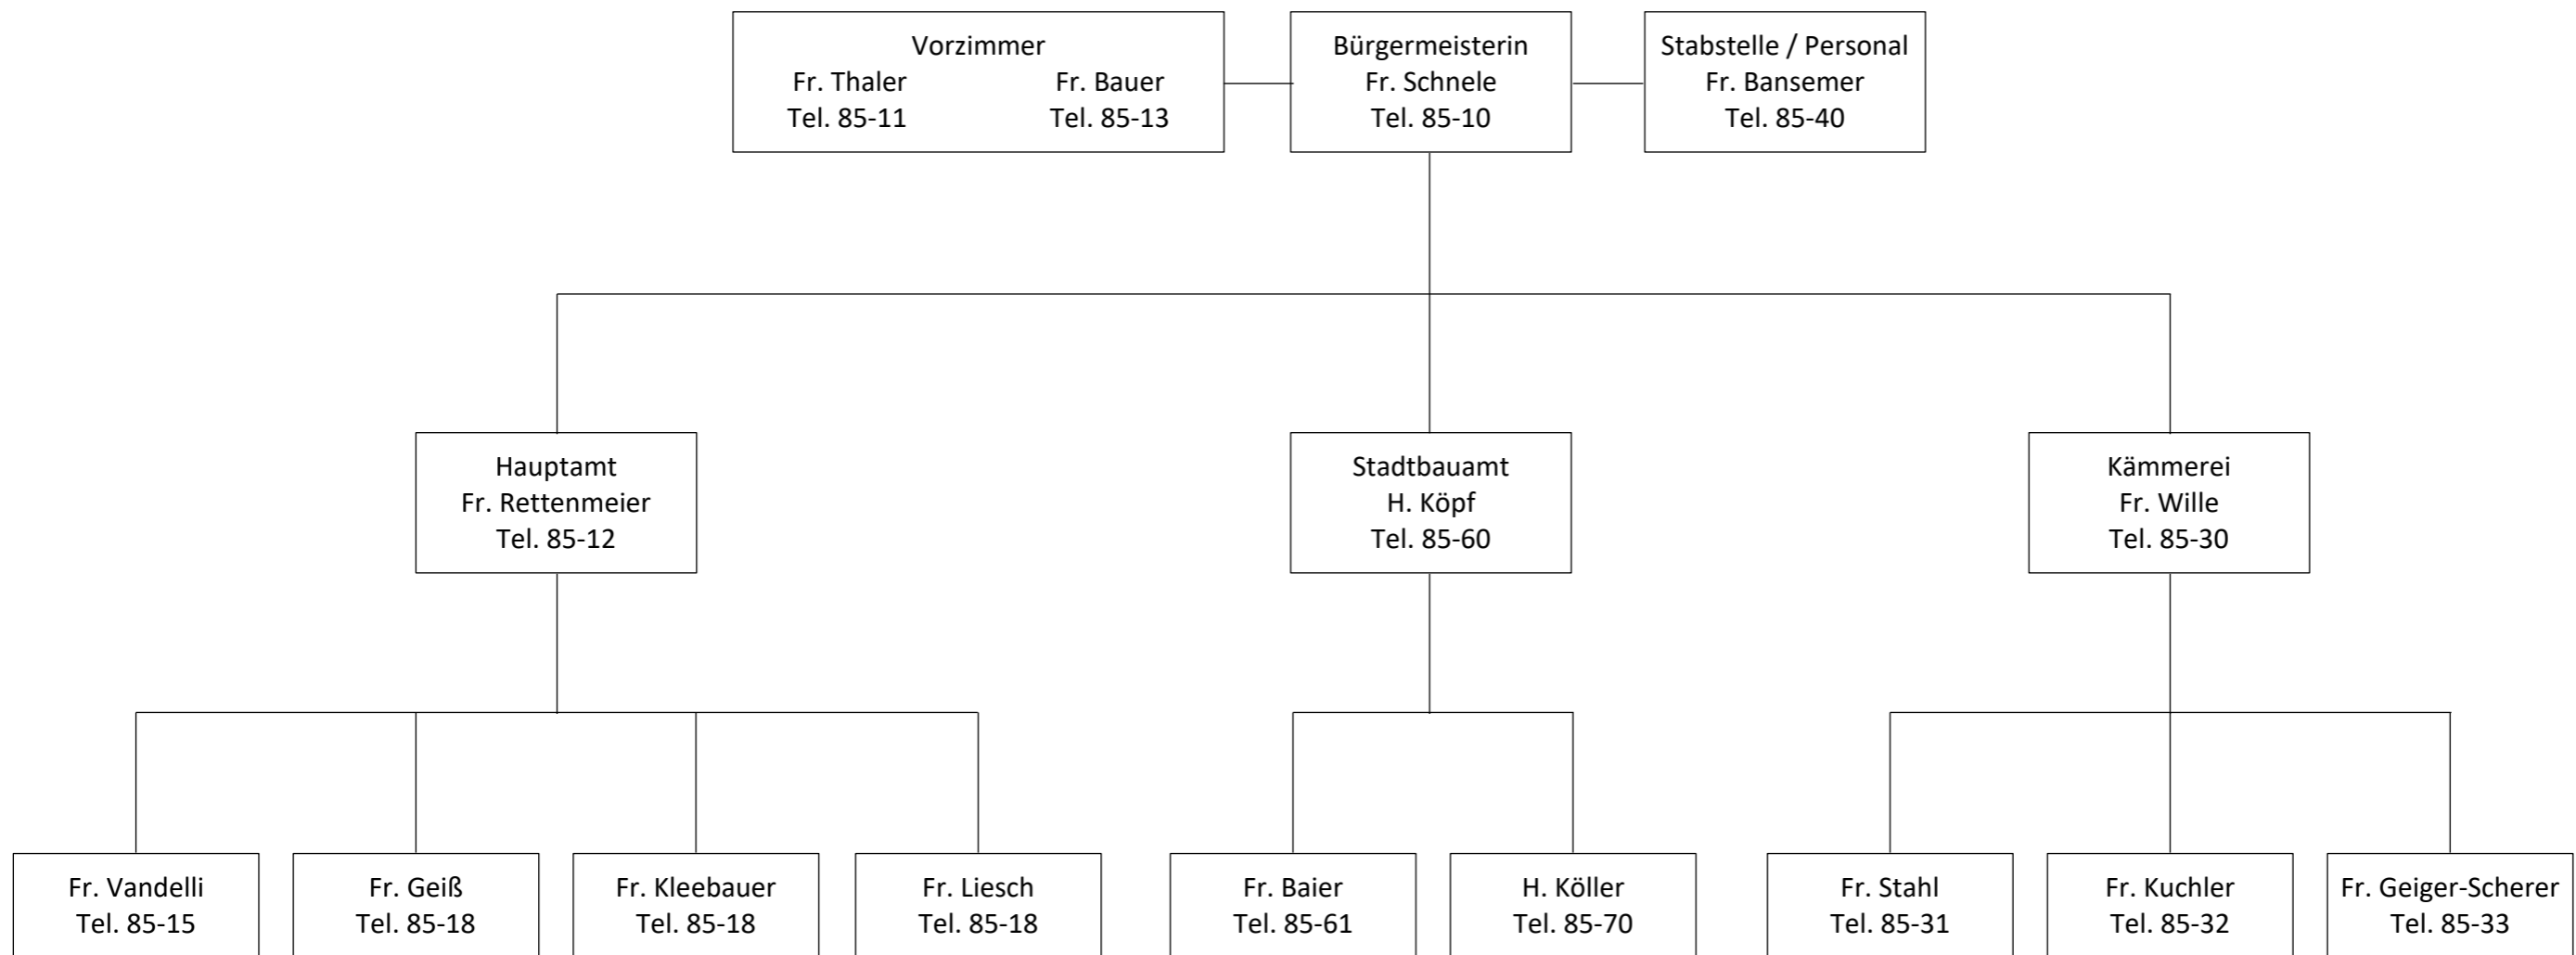 Vorzimmer
Fr. Thaler Fr. Bauer
Tel. 85-11 Tel. 85-13
Bürgermeisterin
Fr. Schnele
Tel. 85-10
Stabstelle / Personal
Fr. Bansemer
Tel. 85-40
Hauptamt
Fr. Rettenmeier
Tel. 85-12
Stadtbauamt
H. Köpf
Tel. 85-60
Kämmerei
Fr. Wille
Tel. 85-30
Fr. Vandelli
Tel. 85-15
Fr. Geiß
Tel. 85-18
Fr. Kleebauer
Tel. 85-18
Fr. Liesch
Tel. 85-18
Fr. Baier
Tel. 85-61
H. Köller
Tel. 85-70
Fr. Stahl
Tel. 85-31
Fr. Kuchler
Tel. 85-32
Fr. Geiger-Scherer
Tel. 85-33